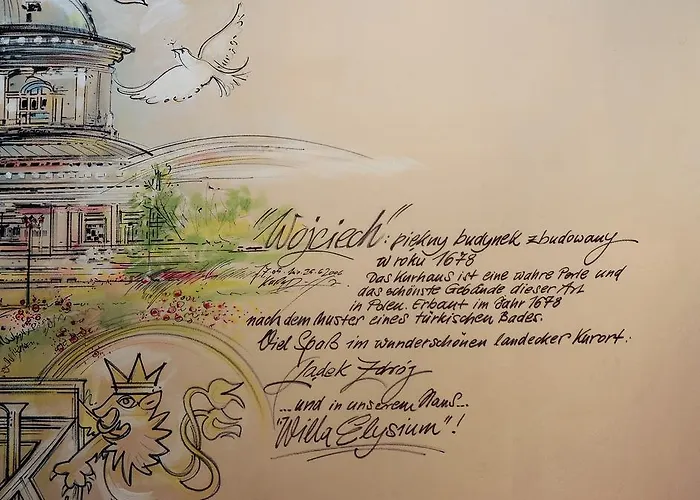 "Wojciech": piękny budynek zbudowany
w roku 1678
Das Kurhaus ist eine wahre Perle und
das schönste Gebäude dieser Art
in Polen. Erbaut im Jahr 1678
nach dem Muster eines türkischen Bades.
Viel Spaß im wunderschönen landecker Kurort:
Lądek Zdrój
...und in unserem Haus...
"Willa Elysium"!